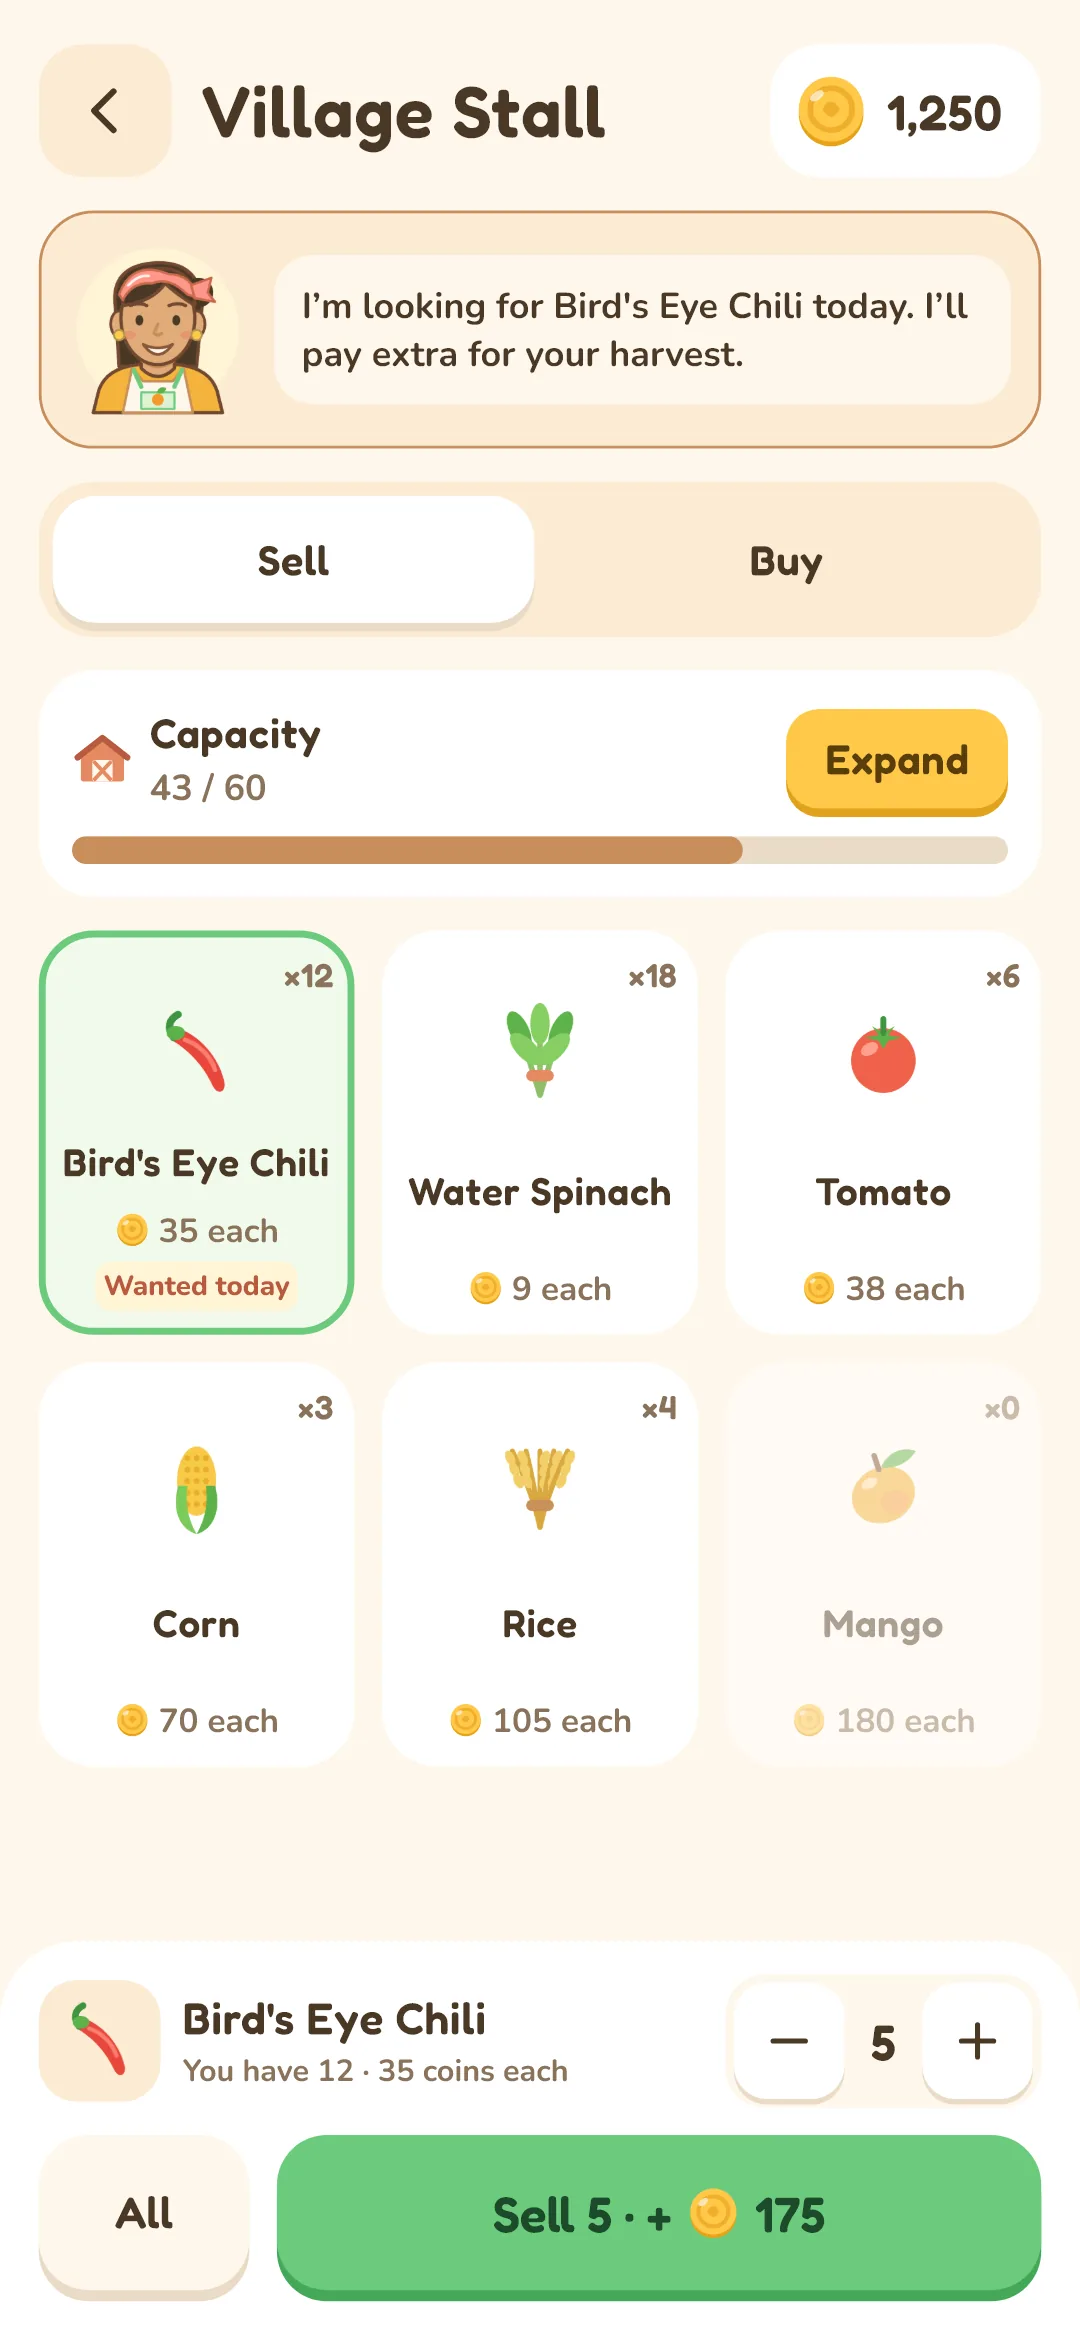 Village Stall
1,250
I’m looking for Bird's Eye Chili today. I’ll
pay extra for your harvest.
Sell
Buy
Capacity
43 / 60
Expand
×12
Bird's Eye Chili
35 each
Wanted today
×18
Water Spinach
9 each
×6
Tomato
38 each
×3
Corn
70 each
×4
Rice
105 each
×0
Mango
180 each
Bird's Eye Chili
You have 12 · 35 coins each
5
All
Sell 5 · + 175